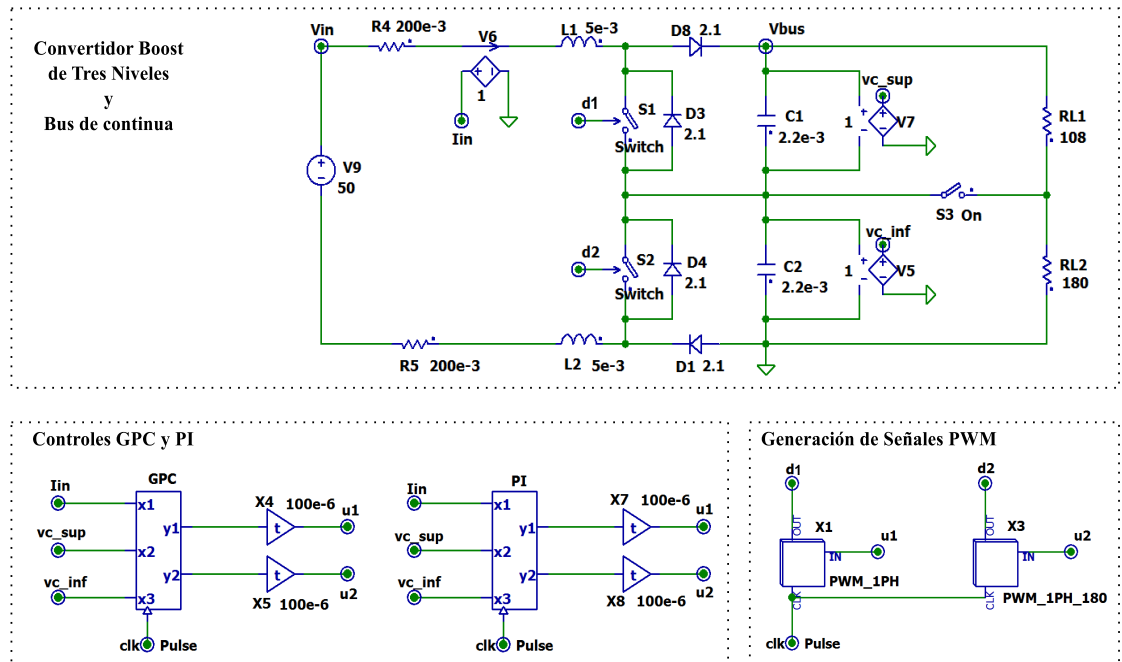 Convertidor Boost
de Tres Niveles
y
Bus de continua
Vin
R4 200e-3
V6
1
Iin
L1 5e-3
D8 2.1
Vbus
d1
S1
Switch
D3
2.1
C1
2.2e-3
vc_sup
1
V7
RL1
108
V9
50
S3 On
d2
S2
Switch
D4
2.1
C2
2.2e-3
vc_inf
1
V5
RL2
180
R5 200e-3
L2 5e-3
D1 2.1
Controles GPC y PI
GPC
Iin
x1
vc_sup
x2
vc_inf
x3
y1
y2
X4 100e-6
t
u1
X5 100e-6
t
u2
clk Pulse
PI
Iin
x1
vc_sup
x2
vc_inf
x3
y1
y2
X7 100e-6
t
u1
X8 100e-6
t
u2
clk Pulse
Generación de Señales PWM
d1
OUT
X1
IN
u1
PWM_1PH
CLK
d2
OUT
X3
IN
u2
PWM_1PH_180
CLK
clk Pulse